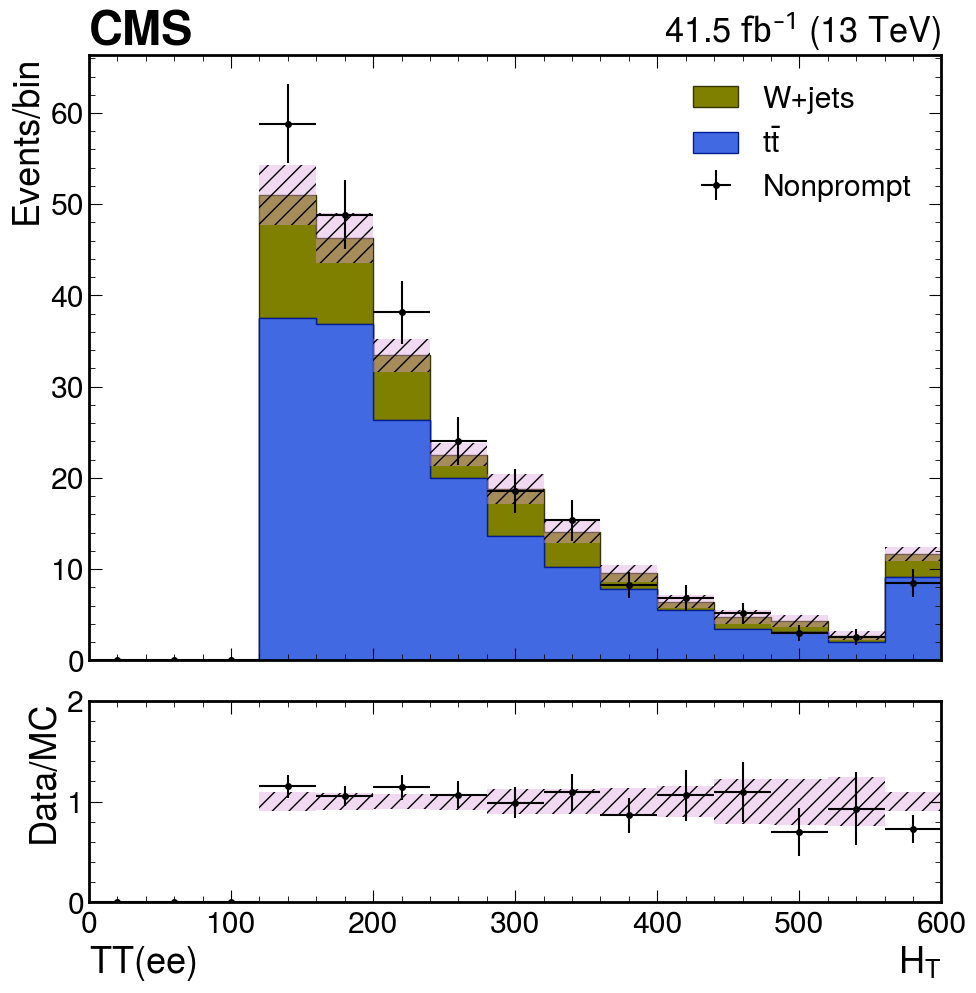 CMS 41.5 fb⁻¹ (13 TeV)
Events/bin
60
50
40
30
20
10
0
W+jets
tt̄
Nonprompt
Data/MC
2
1
0
0 100 200 300 400 500 600
TT(ee) H_T